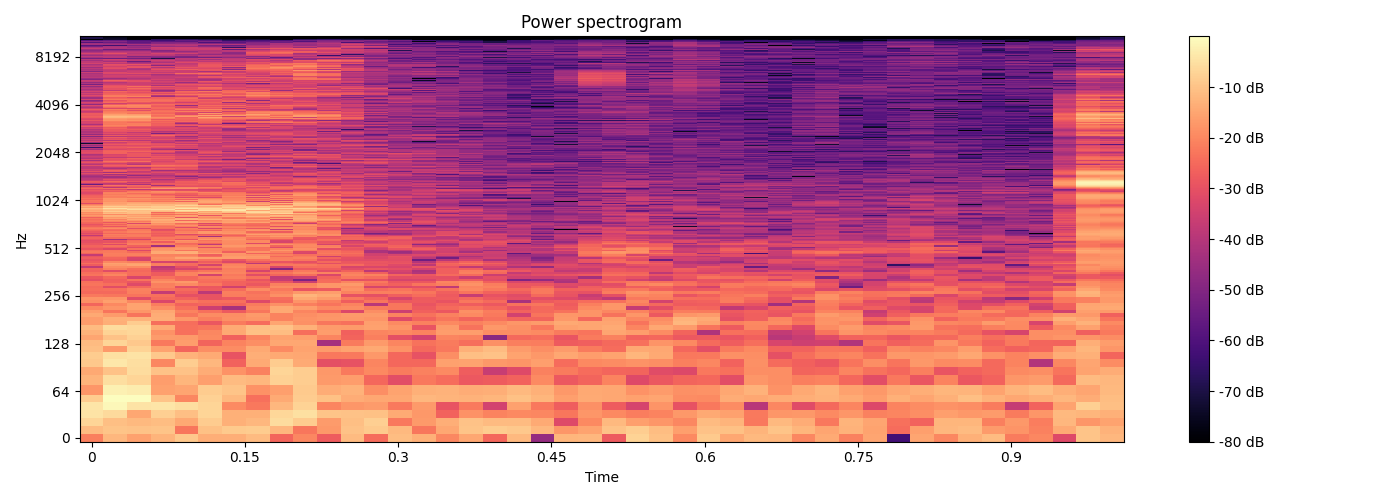 Power spectrogram
Hz
8192
4096
2048
1024
512
256
128
64
0
0 0.15 0.3 0.45 0.6 0.75 0.9
Time
-10 dB
-20 dB
-30 dB
-40 dB
-50 dB
-60 dB
-70 dB
-80 dB